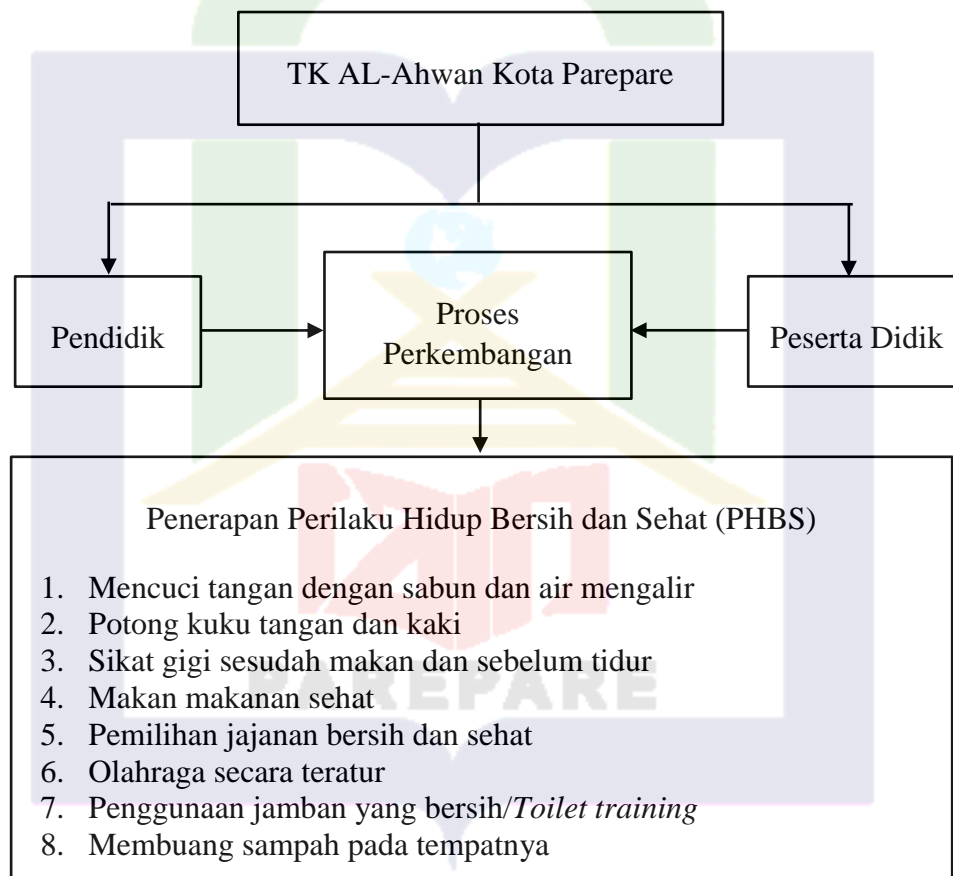 TK AL-Ahwan Kota Parepare
Pendidik
Proses
Perkembangan
Peserta Didik
Penerapan Perilaku Hidup Bersih dan Sehat (PHBS)
1. Mencuci tangan dengan sabun dan air mengalir
2. Potong kuku tangan dan kaki
3. Sikat gigi sesudah makan dan sebelum tidur
4. Makan makanan sehat
PAREPARE
5. Pemilihan jajanan bersih dan sehat
6. Olahraga secara teratur
7. Penggunaan jamban yang bersih/Toilet training
8. Membuang sampah pada tempatnya